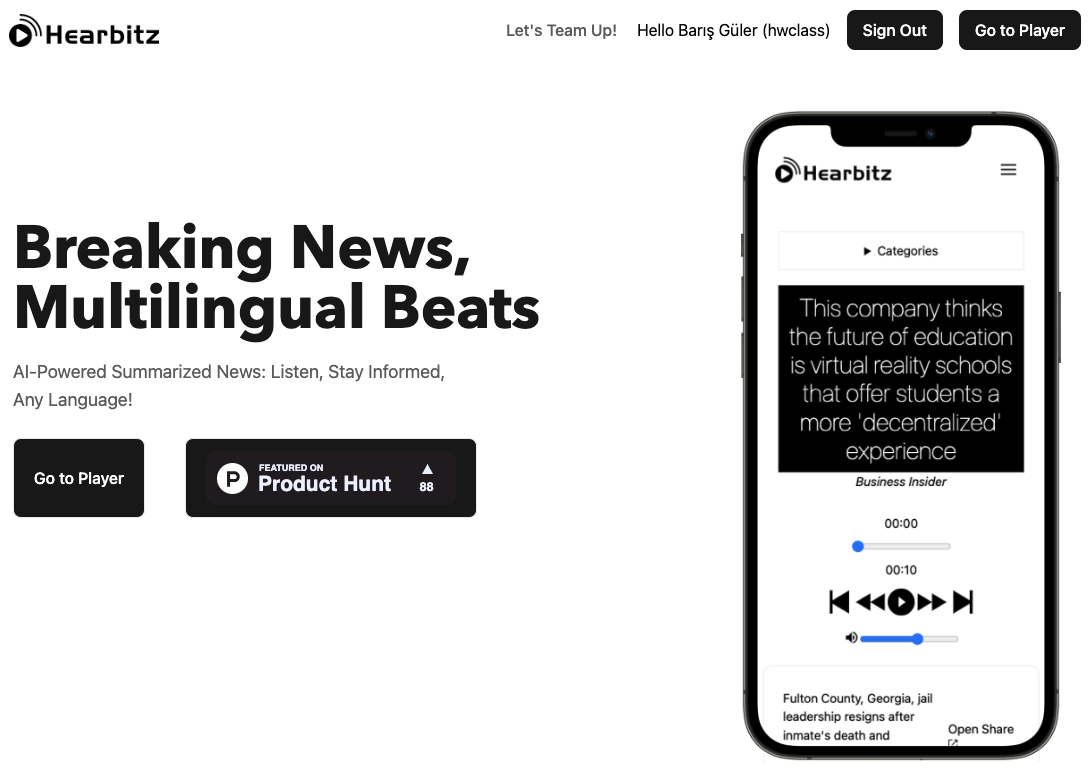 Hearbitz
Let's Team Up!
Hello Barış Güler (hwclass)
Sign Out
Go to Player
Breaking News,
Multilingual Beats
AI-Powered Summarized News: Listen, Stay Informed,
Any Language!
Go to Player
P
FEATURED ON
Product Hunt
▲
88
Hearbitz
▶ Categories
This company thinks
the future of education
is virtual reality schools
that offer students a
more 'decentralized'
experience
Business Insider
00:00
00:10
Fulton County, Georgia, jail
leadership resigns after
inmate's death and
Open Share